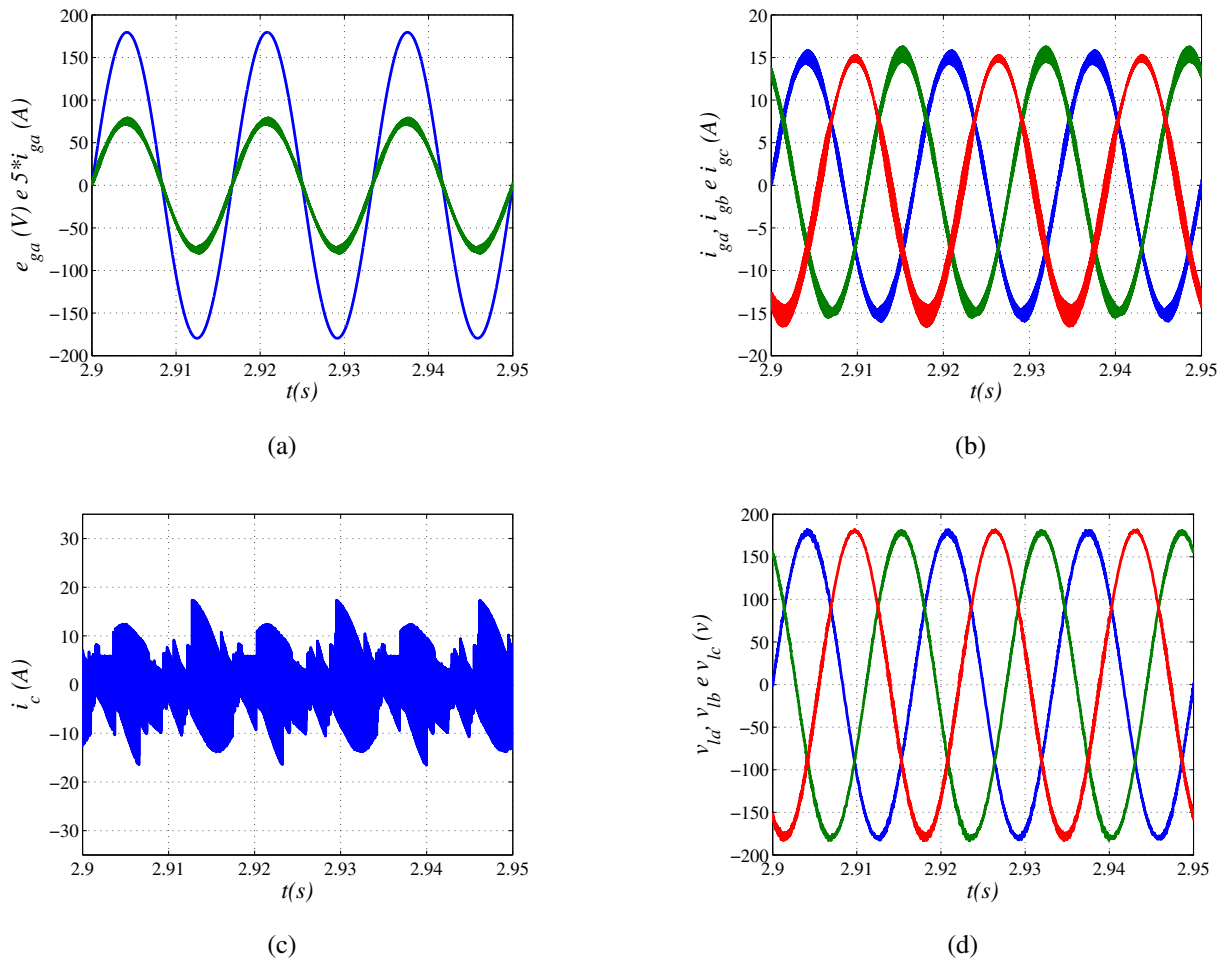 200
150
100
50
0
−50
−100
−150
−200
2.9 2.91 2.92 2.93 2.94 2.95
t(s)
e_ga (V) e 5*i_ga (A)
(a)
20
15
10
5
0
−5
−10
−15
20
2.9 2.91 2.92 2.93 2.94 2.95
t(s)
i_ga, i_gb e i_gc (A)
(b)
30
20
10
0
−10
−20
−30
2.9 2.91 2.92 2.93 2.94 2.95
t(s)
i_c (A)
(c)
200
150
100
50
0
−50
−100
−150
−200
2.9 2.91 2.92 2.93 2.94 2.95
t(s)
v_la, v_lb e v_lc (v)
(d)